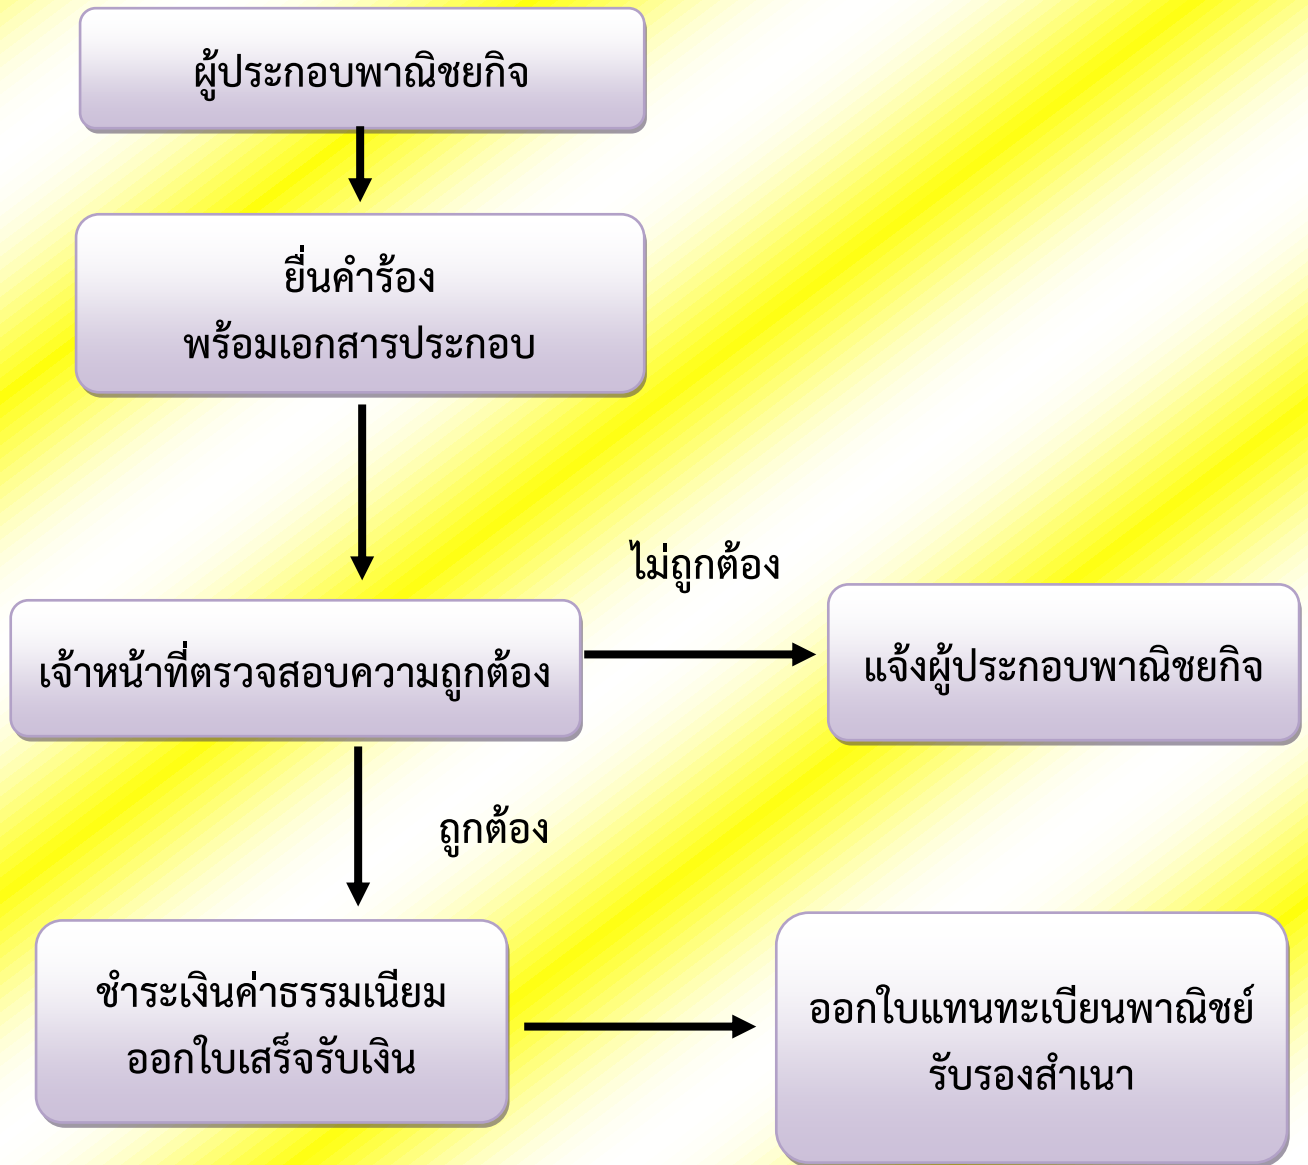 ผู้ประกอบพาณิชยกิจ
ยื่นคำร้อง
พร้อมเอกสารประกอบ
ไม่ถูกต้อง
เจ้าหน้าที่ตรวจสอบความถูกต้อง
แจ้งผู้ประกอบพาณิชยกิจ
ถูกต้อง
ชำระเงินค่าธรรมเนียม
ออกใบเสร็จรับเงิน
ออกใบแทนทะเบียนพาณิชย์
รับรองสำเนา